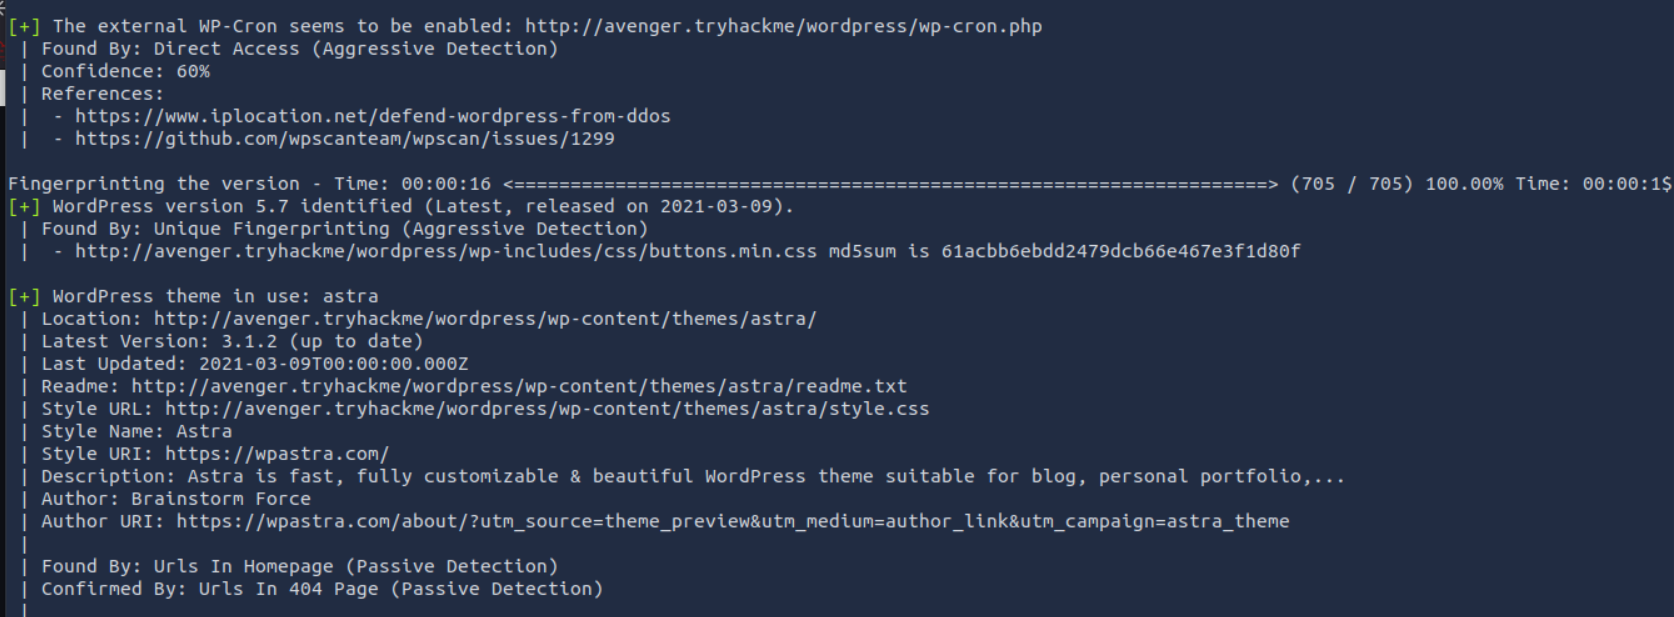 [+] The external WP-Cron seems to be enabled: http://avenger.tryhackme/wordpress/wp-cron.php
 | Found By: Direct Access (Aggressive Detection)
 | Confidence: 60%
 | References:
 |  - https://www.iplocation.net/defend-wordpress-from-ddos
 |  - https://github.com/wpscanteam/wpscan/issues/1299

Fingerprinting the version - Time: 00:00:16 <===================================================================> (705 / 705) 100.00% Time: 00:00:1$
[+] WordPress version 5.7 identified (Latest, released on 2021-03-09).
 | Found By: Unique Fingerprinting (Aggressive Detection)
 |  - http://avenger.tryhackme/wordpress/wp-includes/css/buttons.min.css md5sum is 61acbb6ebdd2479dcb66e467e3f1d80f

[+] WordPress theme in use: astra
 | Location: http://avenger.tryhackme/wordpress/wp-content/themes/astra/
 | Latest Version: 3.1.2 (up to date)
 | Last Updated: 2021-03-09T00:00:00.000Z
 | Readme: http://avenger.tryhackme/wordpress/wp-content/themes/astra/readme.txt
 | Style URL: http://avenger.tryhackme/wordpress/wp-content/themes/astra/style.css
 | Style Name: Astra
 | Style URI: https://wpastra.com/
 | Description: Astra is fast, fully customizable & beautiful WordPress theme suitable for blog, personal portfolio,...
 | Author: Brainstorm Force
 | Author URI: https://wpastra.com/about/?utm_source=theme_preview&utm_medium=author_link&utm_campaign=astra_theme
 |
 | Found By: Urls In Homepage (Passive Detection)
 | Confirmed By: Urls In 404 Page (Passive Detection)
 |